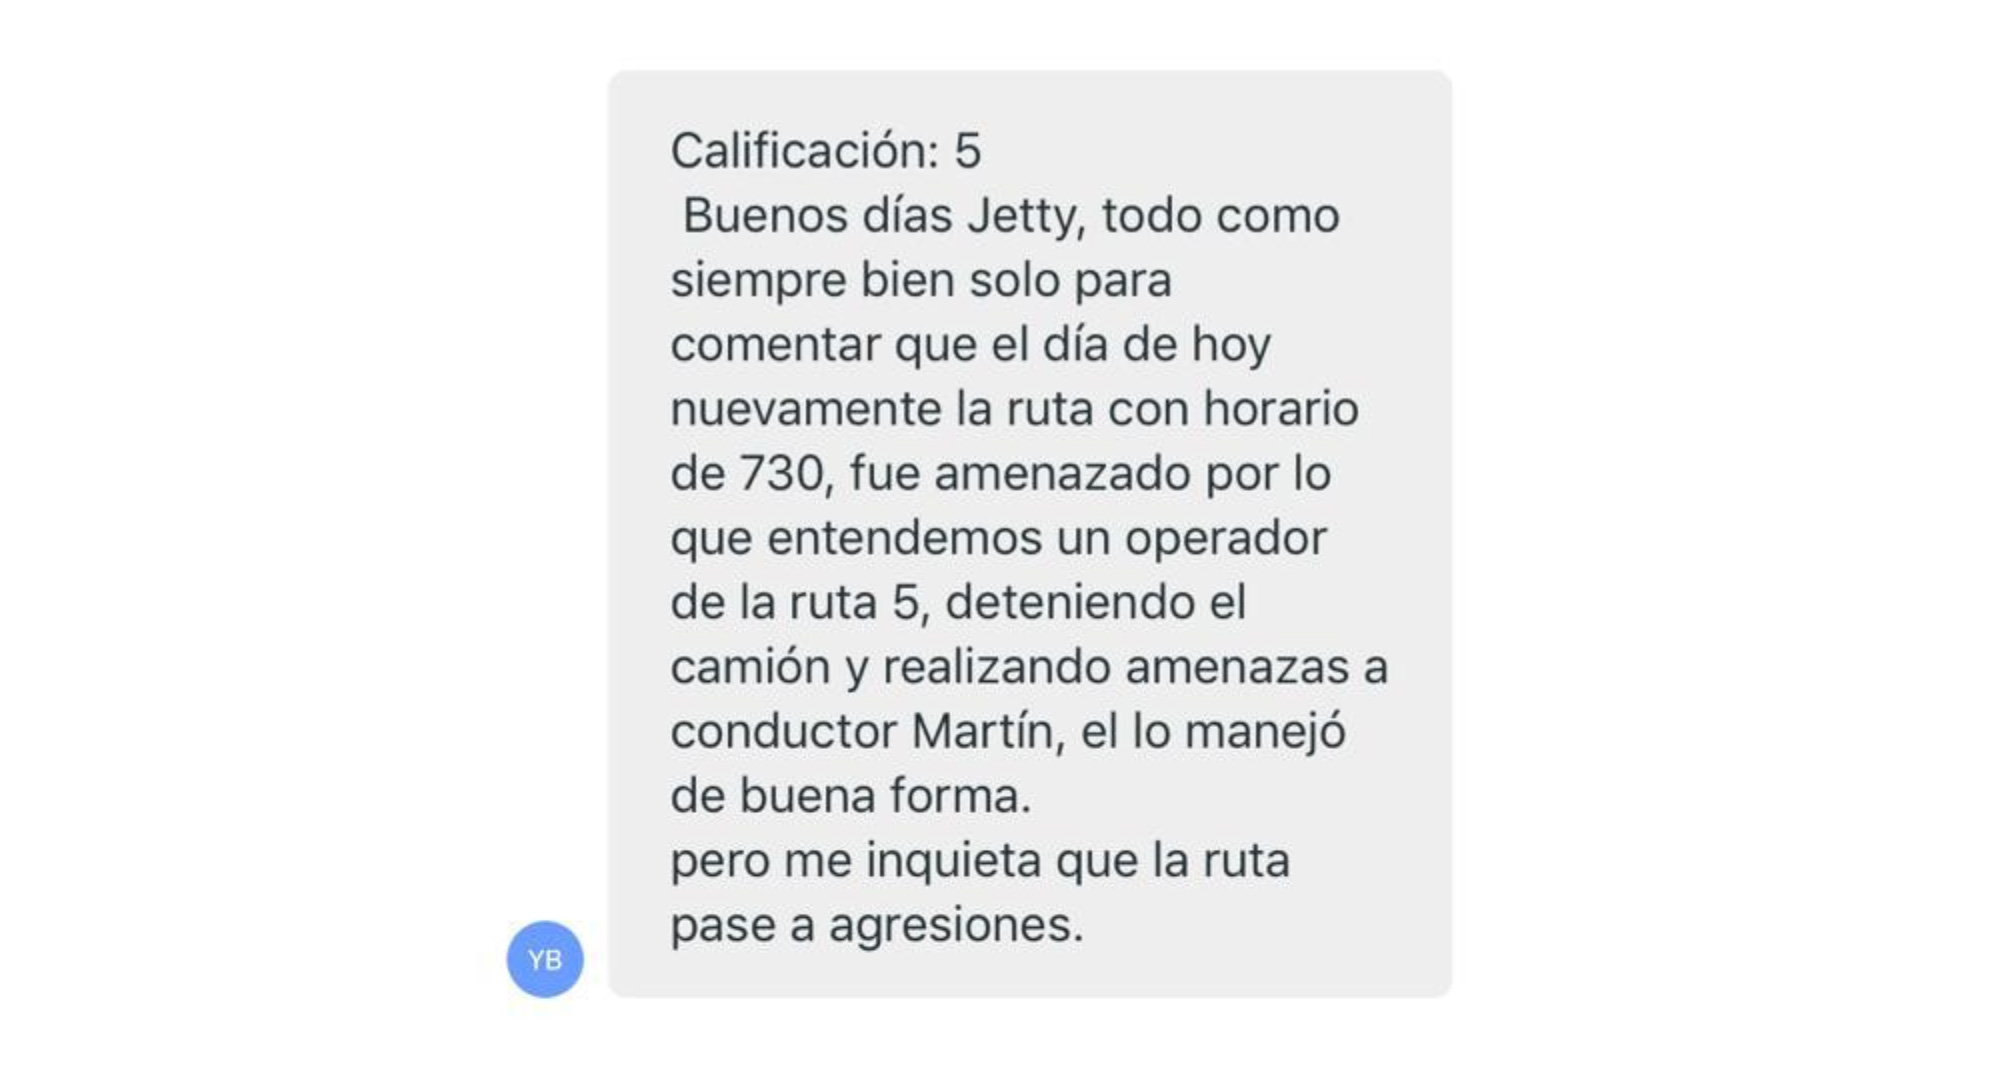 Calificación: 5
Buenos días Jetty, todo como
siempre bien solo para
comentar que el día de hoy
nuevamente la ruta con horario
de 730, fue amenazado por lo
que entendemos un operador
de la ruta 5, deteniendo el
camión y realizando amenazas a
conductor Martín, el lo manejó
de buena forma.
pero me inquieta que la ruta
pase a agresiones.
YB